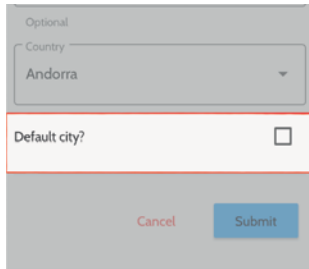 Optional
Country
Andorra
Default city?
Cancel
Submit